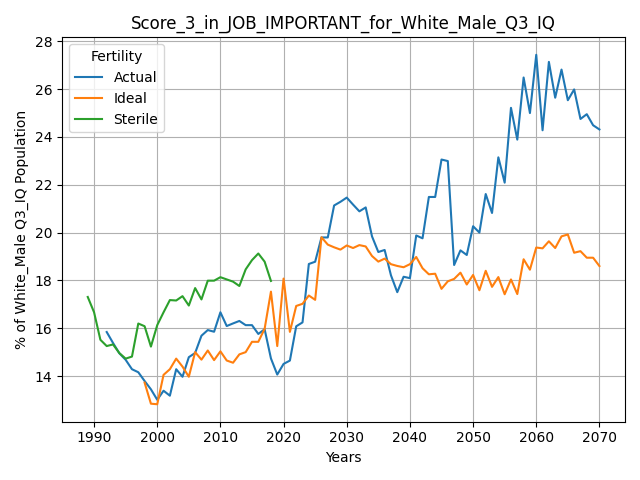 Score_3_in_JOB_IMPORTANT_for_White_Male_Q3_IQ
Fertility
Actual
Ideal
Sterile
% of White_Male Q3_IQ Population
28
26
24
22
20
18
16
14
1990 2000 2010 2020 2030 2040 2050 2060 2070
Years